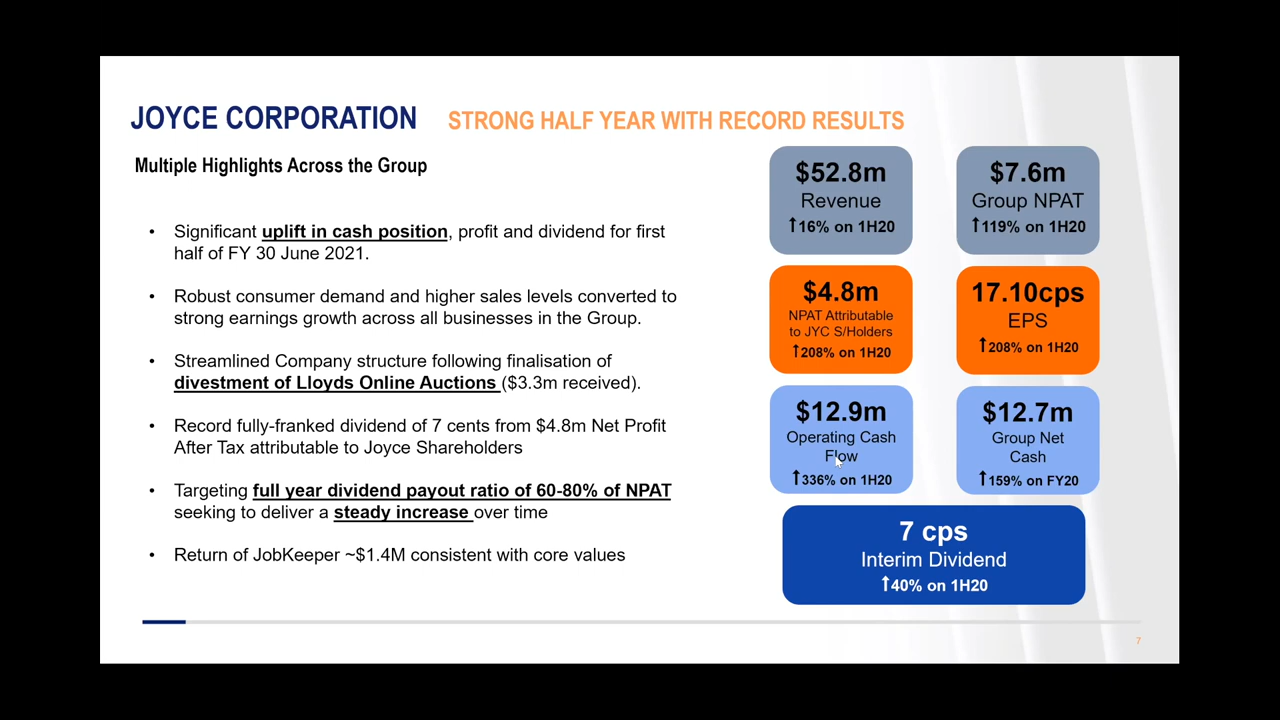 JOYCE CORPORATION STRONG HALF YEAR WITH RECORD RESULTS
Multiple Highlights Across the Group
• Significant uplift in cash position, profit and dividend for first
half of FY 30 June 2021.
• Robust consumer demand and higher sales levels converted to
strong earnings growth across all businesses in the Group.
• Streamlined Company structure following finalisation of
divestment of Lloyds Online Auctions ($3.3m received).
• Record fully-franked dividend of 7 cents from $4.8m Net Profit
After Tax attributable to Joyce Shareholders
• Targeting full year dividend payout ratio of 60-80% of NPAT
seeking to deliver a steady increase over time
• Return of JobKeeper ~$1.4M consistent with core values
$52.8m
Revenue
↑16% on 1H20
$7.6m
Group NPAT
↑119% on 1H20
$4.8m
NPAT Attributable
to JYC S/Holders
↑208% on 1H20
17.10cps
EPS
↑208% on 1H20
$12.9m
Operating Cash
Flow
↑336% on 1H20
$12.7m
Group Net
Cash
↑159% on FY20
7 cps
Interim Dividend
↑40% on 1H20
7